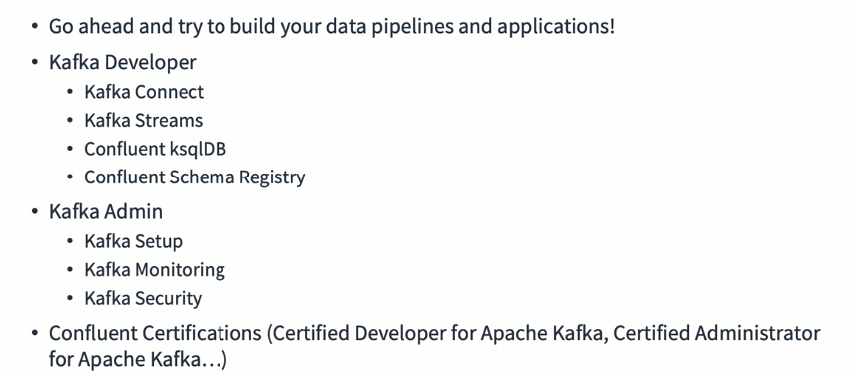 • Go ahead and try to build your data pipelines and applications!
• Kafka Developer
• Kafka Connect
• Kafka Streams
• Confluent ksqlDB
• Confluent Schema Registry
• Kafka Admin
• Kafka Setup
• Kafka Monitoring
• Kafka Security
• Confluent Certifications (Certified Developer for Apache Kafka, Certified Administrator
for Apache Kafka...)